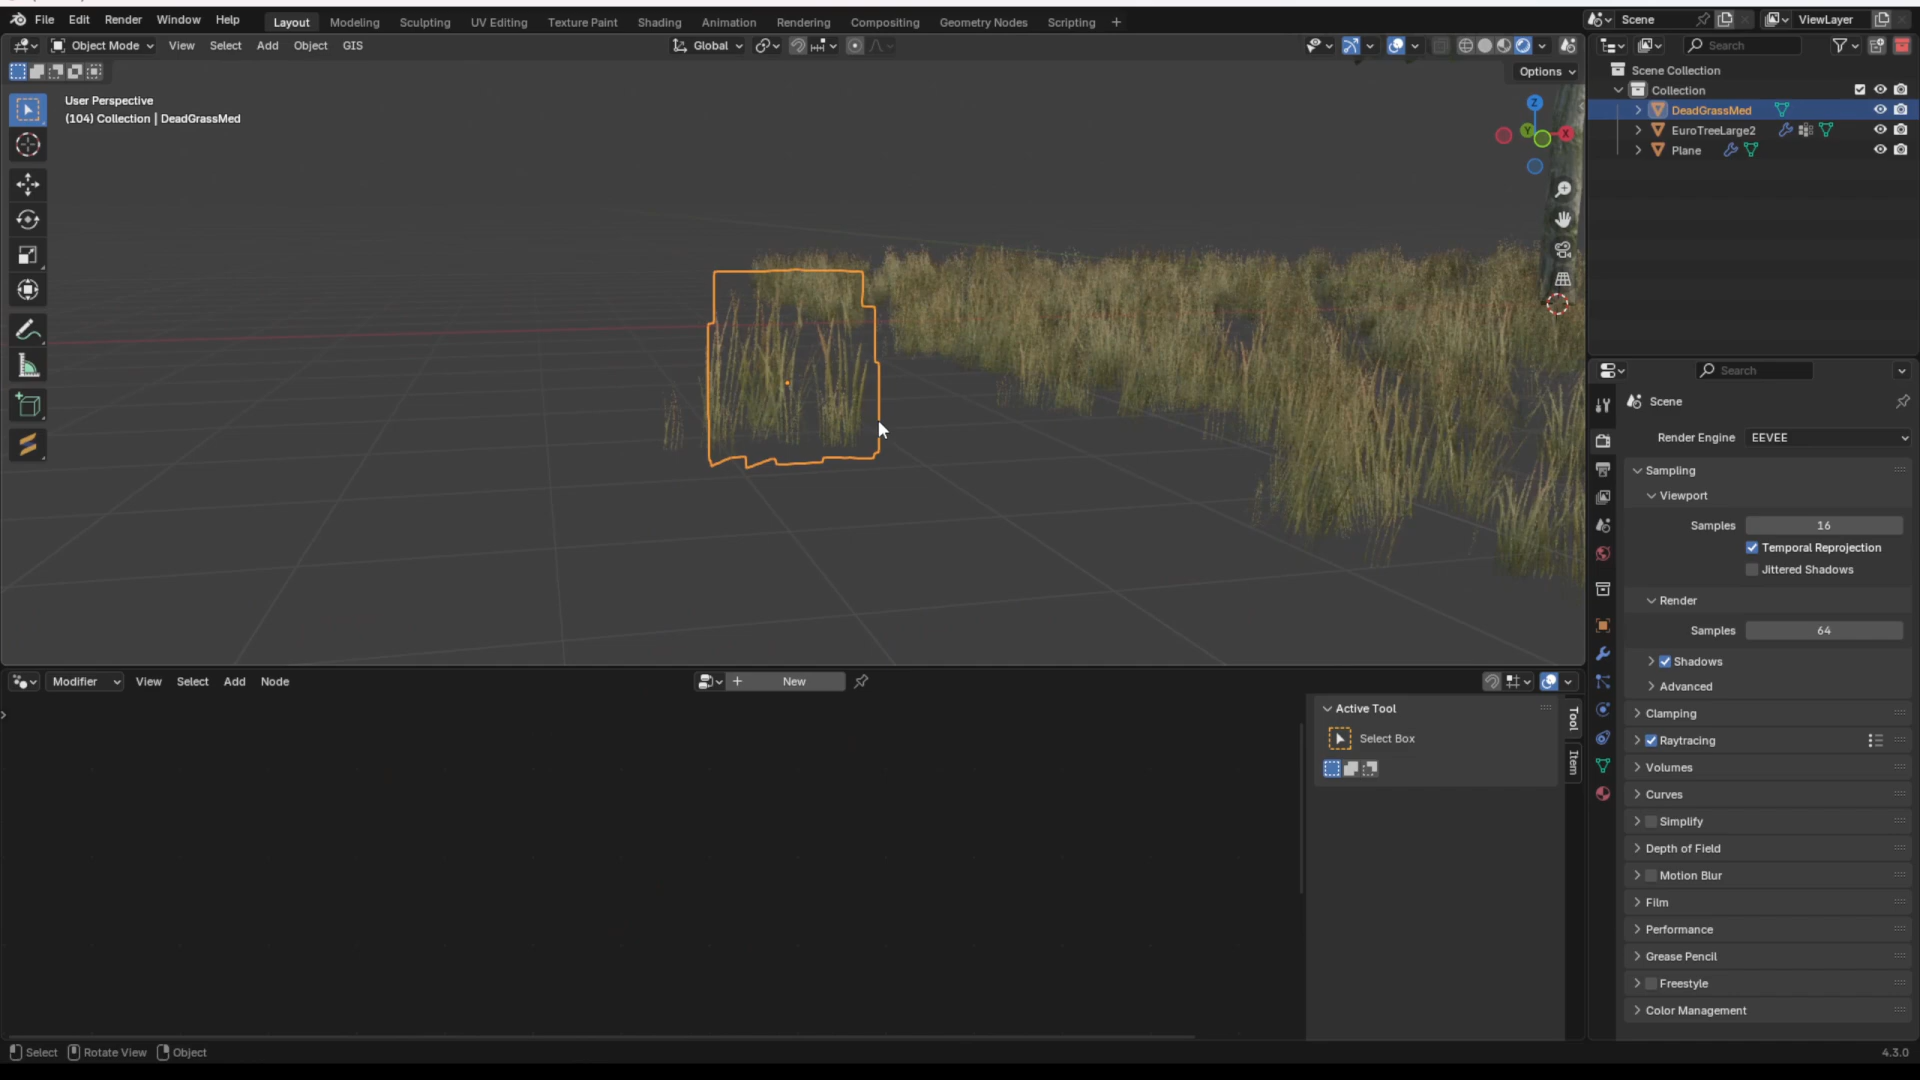 File Edit Render Window Help Layout Modeling Sculpting UV Editing Texture Paint Shading Animation Rendering Compositing Geometry Nodes Scripting + Scene ViewLayer
Object Mode View Select Add Object GIS Global Search
Options
User Perspective
(104) Collection | DeadGrassMed
Z
Y
X
Scene Collection
Collection
DeadGrassMed
EuroTreeLarge2
Plane
Search
Scene
Render Engine EEVEE
Sampling
Viewport
Samples 16
Temporal Reprojection
Jittered Shadows
Render
Samples 64
Shadows
Advanced
Clamping
Raytracing
Volumes
Curves
Simplify
Depth of Field
Motion Blur
Film
Performance
Grease Pencil
Freestyle
Color Management
Modifier View Select Add Node + New
Active Tool
Select Box
Tool
Item
Select Rotate View Object 4.3.0